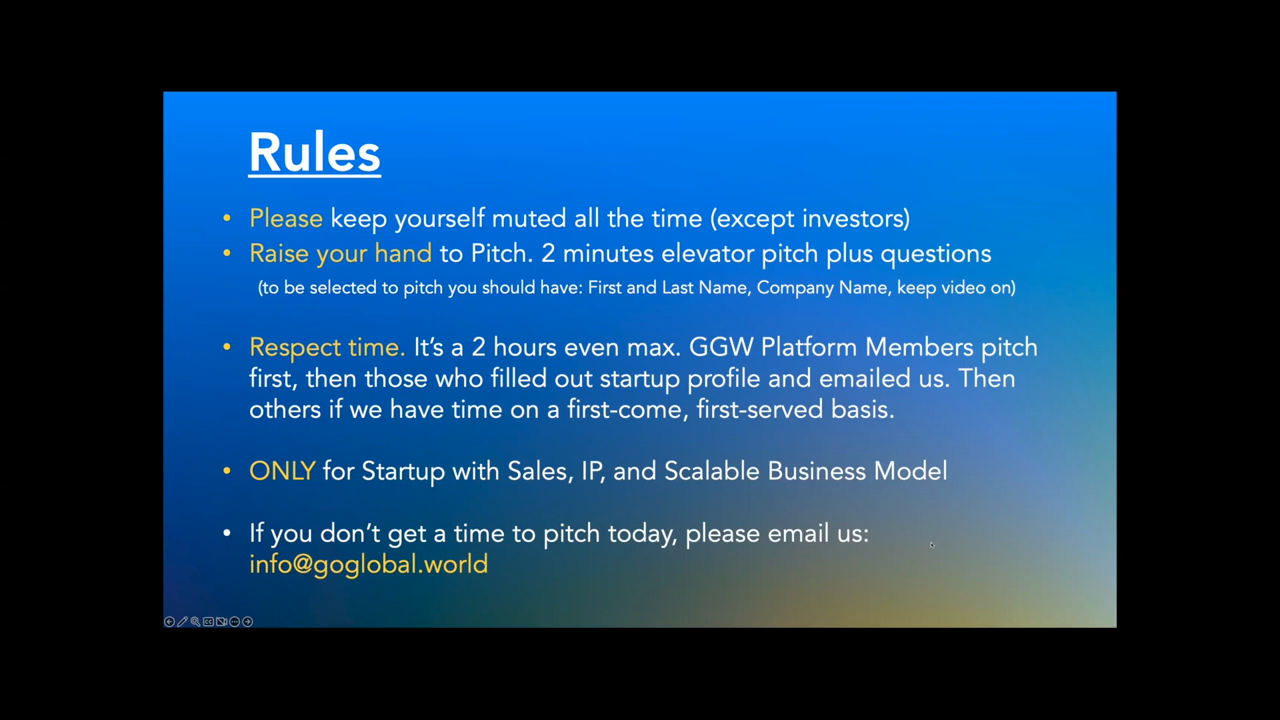 Rules
• Please keep yourself muted all the time (except investors)
• Raise your hand to Pitch. 2 minutes elevator pitch plus questions
(to be selected to pitch you should have: First and Last Name, Company Name, keep video on)
• Respect time. It’s a 2 hours even max. GGW Platform Members pitch
first, then those who filled out startup profile and emailed us. Then
others if we have time on a first-come, first-served basis.
• ONLY for Startup with Sales, IP, and Scalable Business Model
• If you don’t get a time to pitch today, please email us:
info@goglobal.world